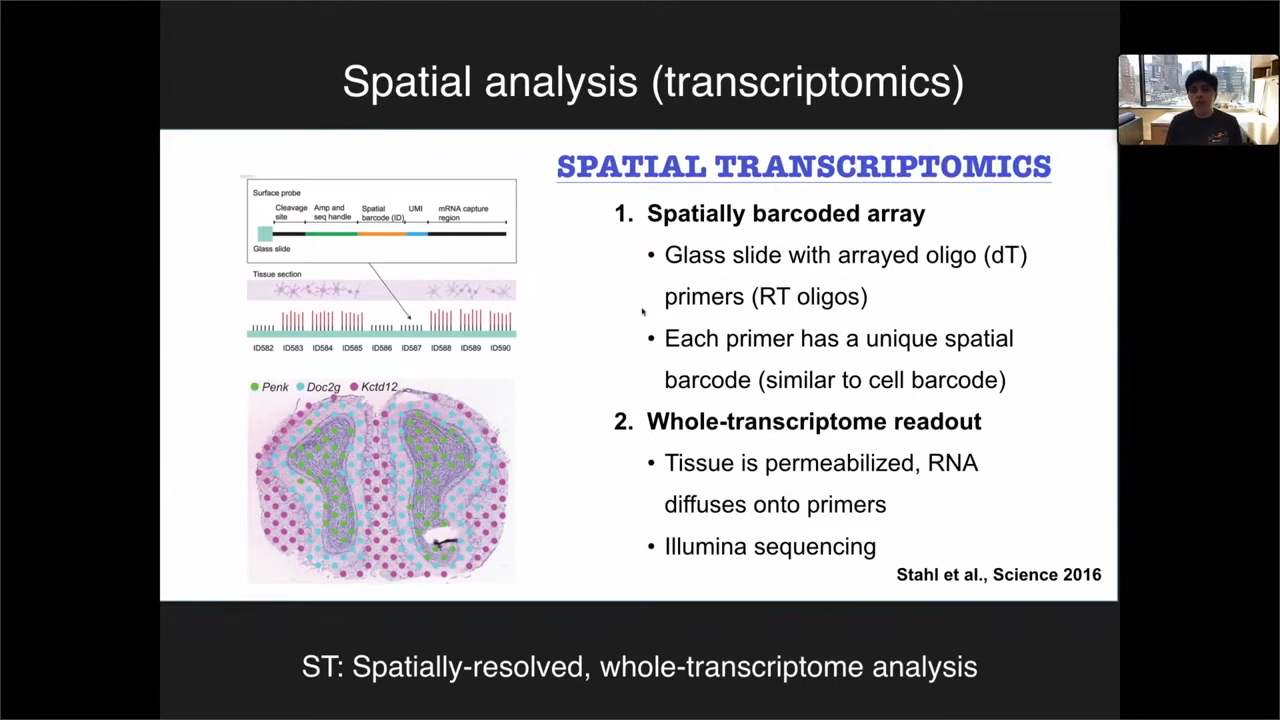 Spatial analysis (transcriptomics)
Surface probe
Cleavage site
Amp and seq handle
Spatial barcode (ID)
UMI
mRNA capture region
Glass slide
Tissue section
ID582 ID583 ID584 ID585 ID586 ID587 ID588 ID589 ID590
Penk Doc2g Kctd12
SPATIAL TRANSCRIPTOMICS
1. Spatially barcoded array
• Glass slide with arrayed oligo (dT)
primers (RT oligos)
• Each primer has a unique spatial
barcode (similar to cell barcode)
2. Whole-transcriptome readout
• Tissue is permeabilized, RNA
diffuses onto primers
• Illumina sequencing
Stahl et al., Science 2016
ST: Spatially-resolved, whole-transcriptome analysis